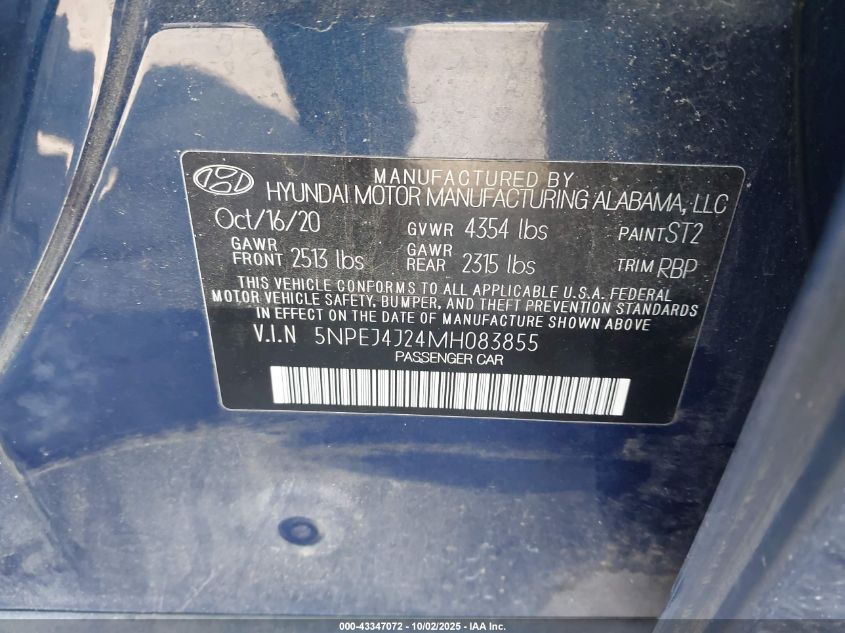 MANUFACTURED BY
HYUNDAI MOTOR MANUFACTURING ALABAMA, LLC
Oct/16/20 GVWR 4354 lbs PAINT ST2
GAWR FRONT 2513 lbs GAWR REAR 2315 lbs TRIM RBP
THIS VEHICLE CONFORMS TO ALL APPLICABLE U.S.A. FEDERAL
MOTOR VEHICLE SAFETY, BUMPER, AND THEFT PREVENTION STANDARDS
IN EFFECT ON THE DATE OF MANUFACTURE SHOWN ABOVE.
V.I.N 5NPEJ4J24MH083855
PASSENGER CAR
000-43347072 - 10/02/2025 - IAA Inc.